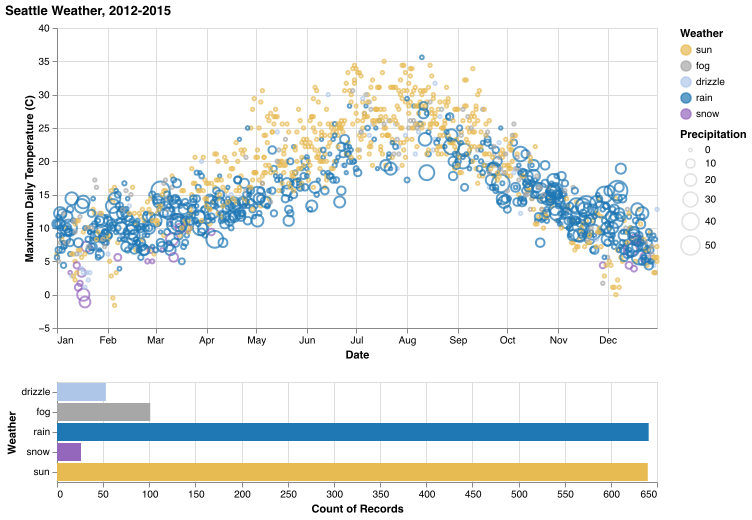 Seattle Weather, 2012-2015
40
35
30
25
20
15
10
5
0
−5
Maximum Daily Temperature (C)
Jan Feb Mar Apr May Jun Jul Aug Sep Oct Nov Dec
Date
Weather
sun
fog
drizzle
rain
snow
Precipitation
0
10
20
30
40
50
Weather
drizzle
fog
rain
snow
sun
0 50 100 150 200 250 300 350 400 450 500 550 600 650
Count of Records